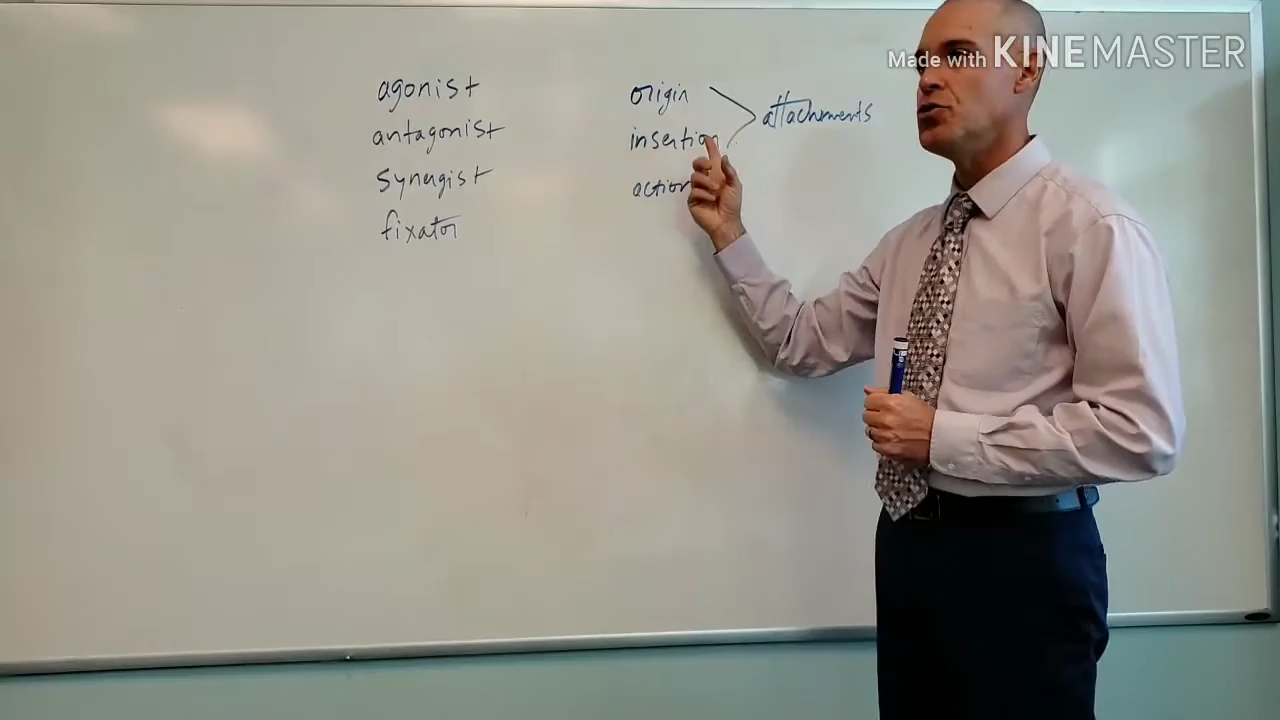 Made with KINEMASTER
agonist
antagonist
synergist
fixator
origin
insertion
action
attachments